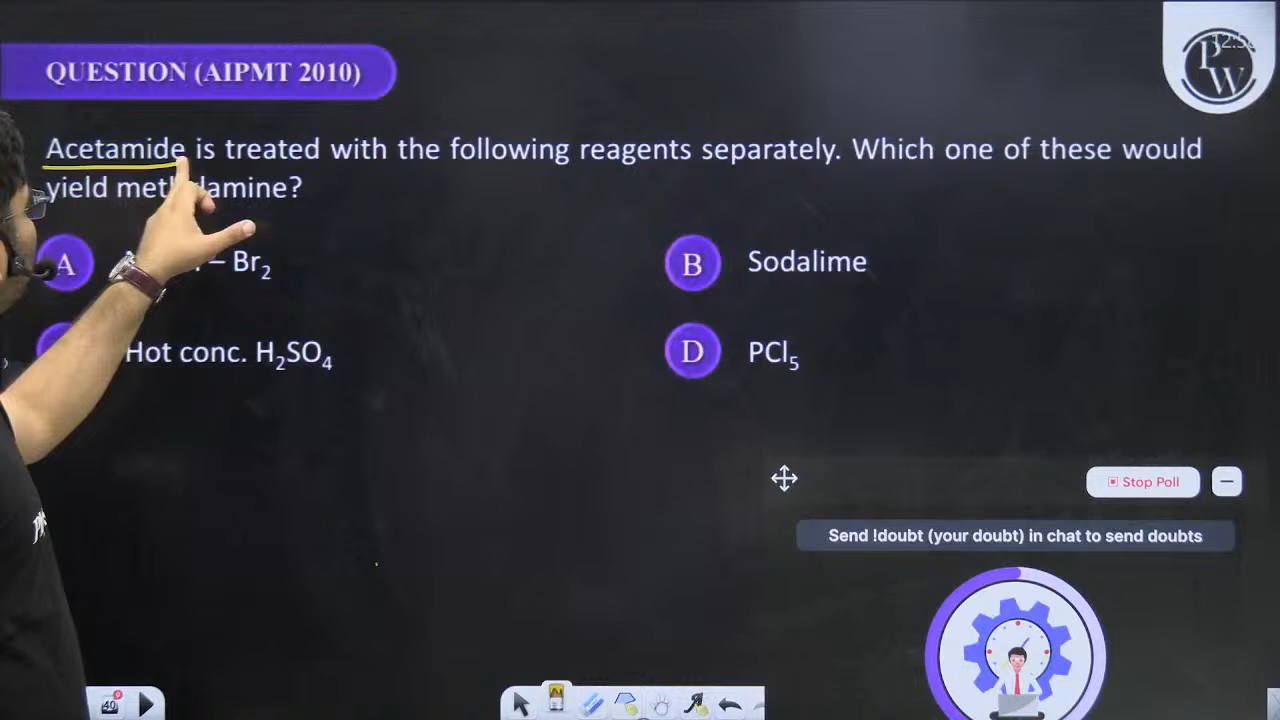 QUESTION (AIPMT 2010)
Acetamide is treated with the following reagents separately. Which one of these would
yield amine?
A – Br2
B Sodalime
Hot conc. H2SO4
D PCl5
Stop Poll
Send !doubt (your doubt) in chat to send doubts
P
W